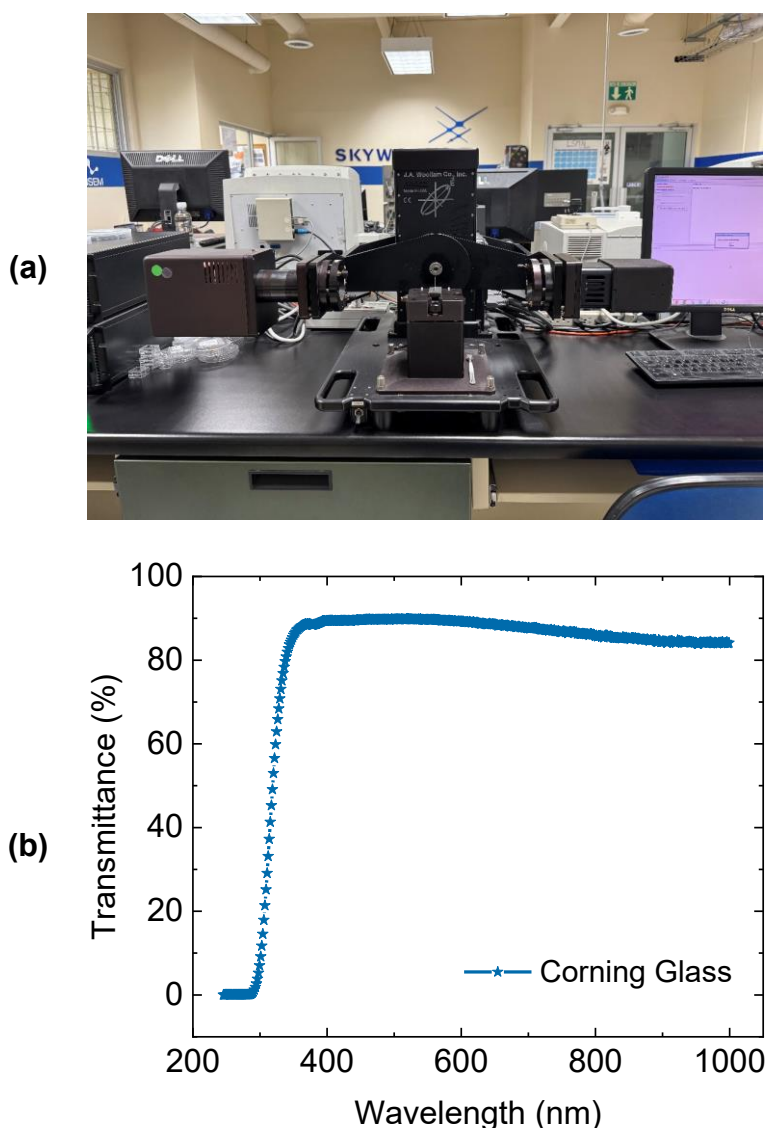 (a)
DELL
SKYW
J.A. Woollam Co., Inc.
SEM
DELL
(b)
Transmittance (%)
100
80
60
40
20
0
Corning Glass
200
400
600
800
1000
Wavelength (nm)